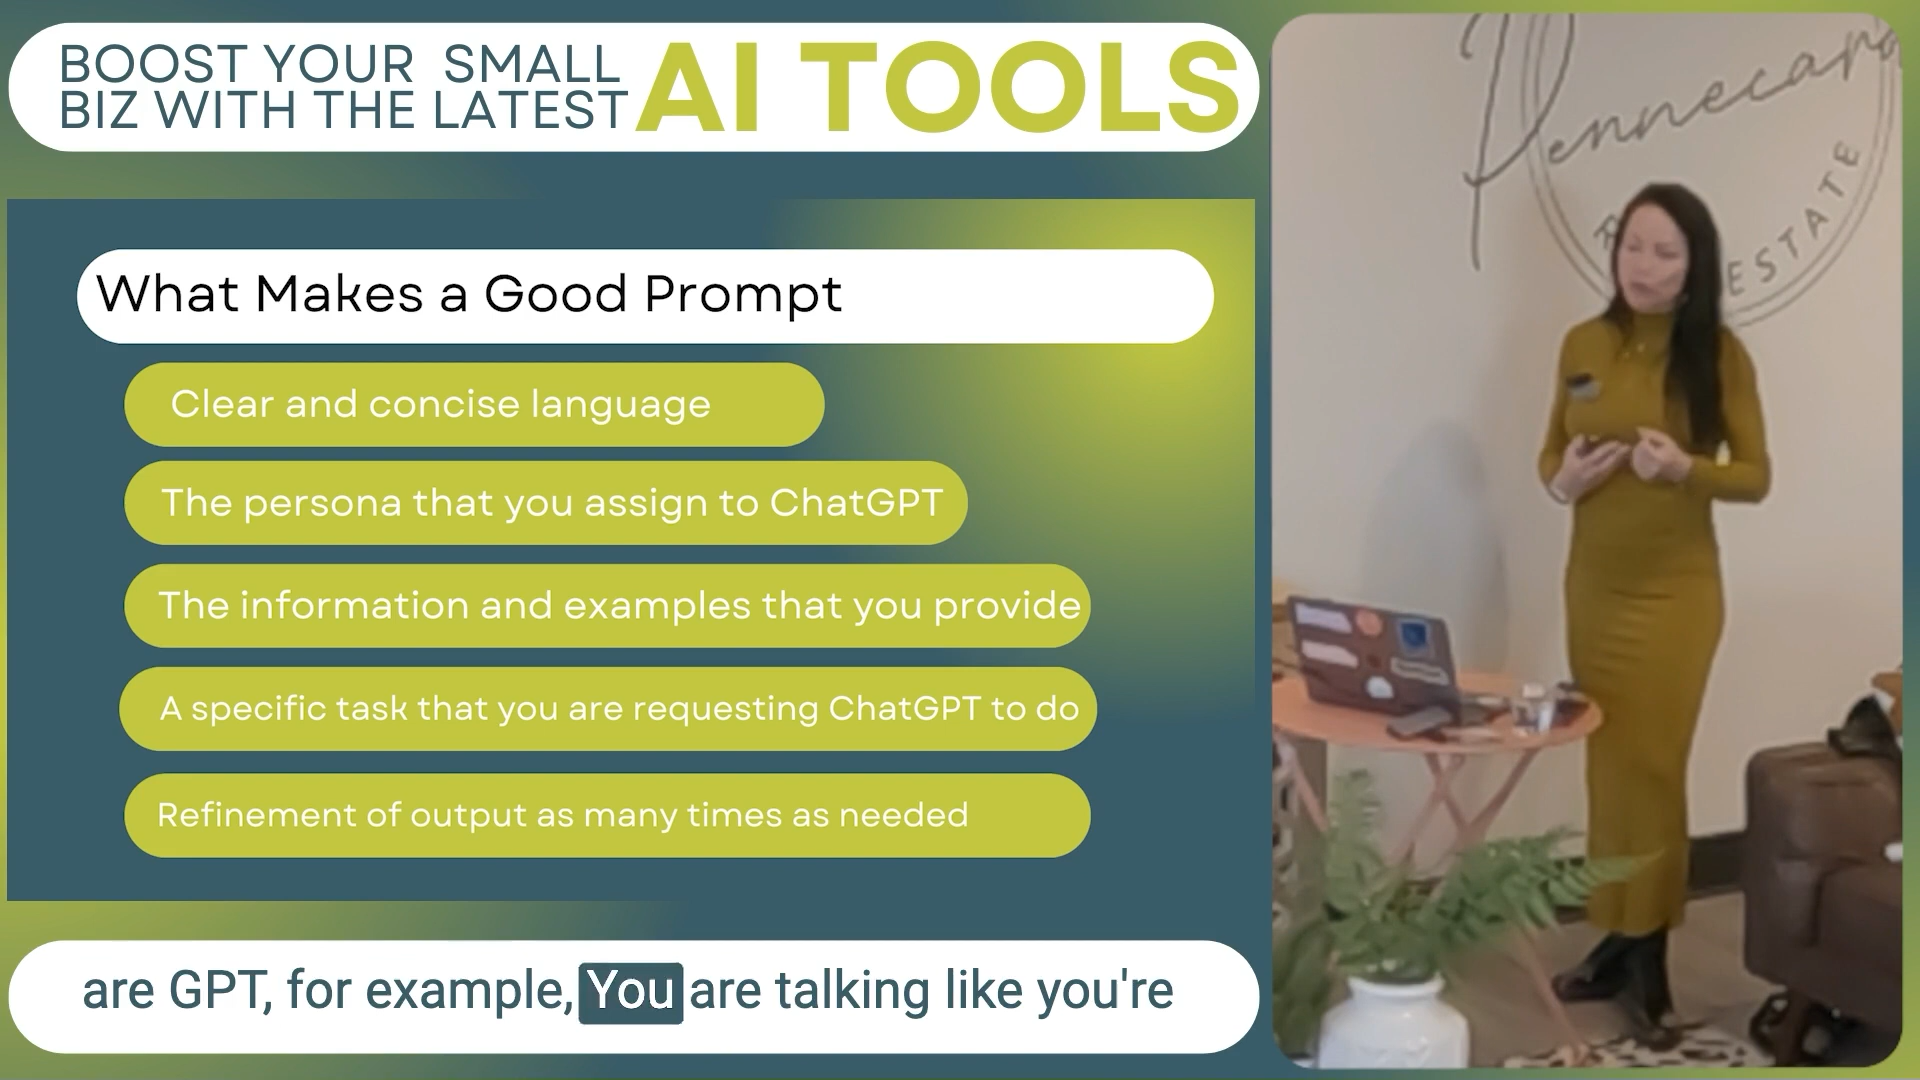 BOOST YOUR SMALL
BIZ WITH THE LATEST
AI TOOLS
What Makes a Good Prompt
Clear and concise language
The persona that you assign to ChatGPT
The information and examples that you provide
A specific task that you are requesting ChatGPT to do
Refinement of output as many times as needed
are GPT, for example, You are talking like you're
ESTATE